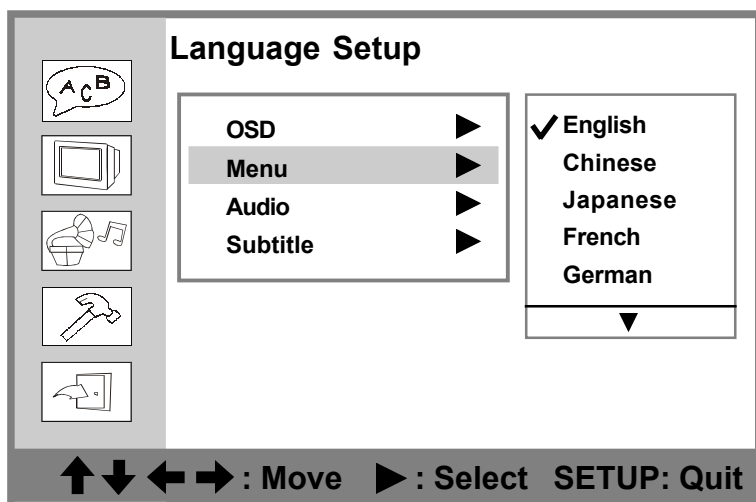 Language Setup
A C B
OSD
Menu
Audio
Subtitle
English
Chinese
Japanese
French
German
: Move : Select SETUP: Quit